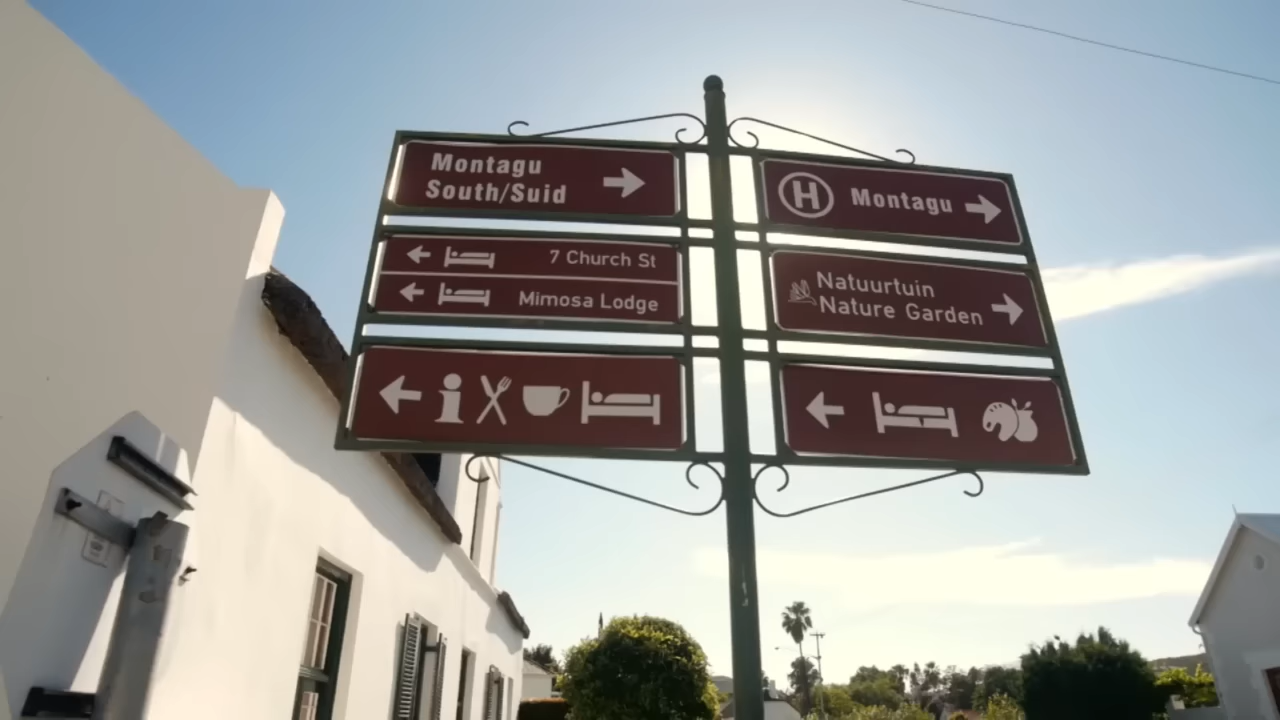 Montagu
South/Suid
7 Church St
Mimosa Lodge
H Montagu
Natuurtuin
Nature Garden